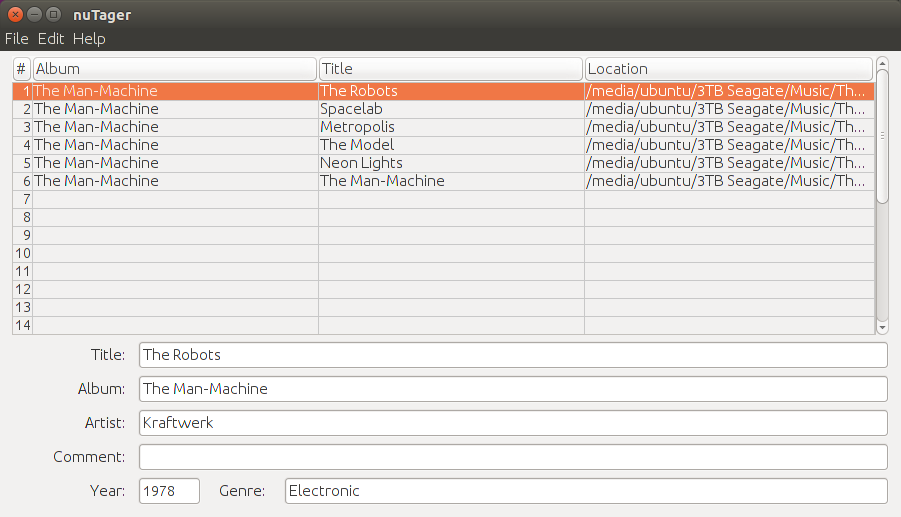 nuTager
File Edit Help
# Album Title Location
1 The Man-Machine The Robots /media/ubuntu/3TB Seagate/Music/Th...
2 The Man-Machine Spacelab /media/ubuntu/3TB Seagate/Music/Th...
3 The Man-Machine Metropolis /media/ubuntu/3TB Seagate/Music/Th...
4 The Man-Machine The Model /media/ubuntu/3TB Seagate/Music/Th...
5 The Man-Machine Neon Lights /media/ubuntu/3TB Seagate/Music/Th...
6 The Man-Machine The Man-Machine /media/ubuntu/3TB Seagate/Music/Th...
7
8
9
10
11
12
13
14
Title: The Robots
Album: The Man-Machine
Artist: Kraftwerk
Comment:
Year: 1978 Genre: Electronic